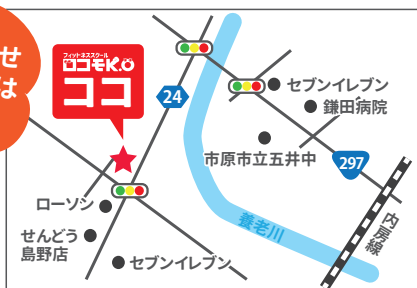 せ
は
フィットネススクール
ロコモK.O
ココ
24
セブンイレブン
鎌田病院
市原市立五井中
297
ローソン
せんどう
島野店
セブンイレブン
養老川
内房線